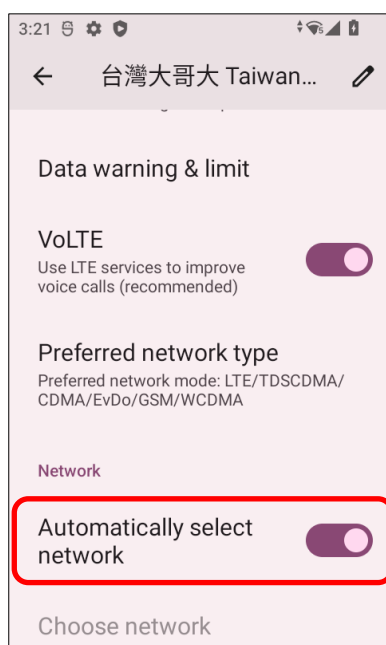 3:21
台灣大哥大 Taiwan...
Data warning & limit
VoLTE
Use LTE services to improve
voice calls (recommended)
Preferred network type
Preferred network mode: LTE/TDSCDMA/
CDMA/EvDo/GSM/WCDMA
Network
Automatically select
network
Choose network